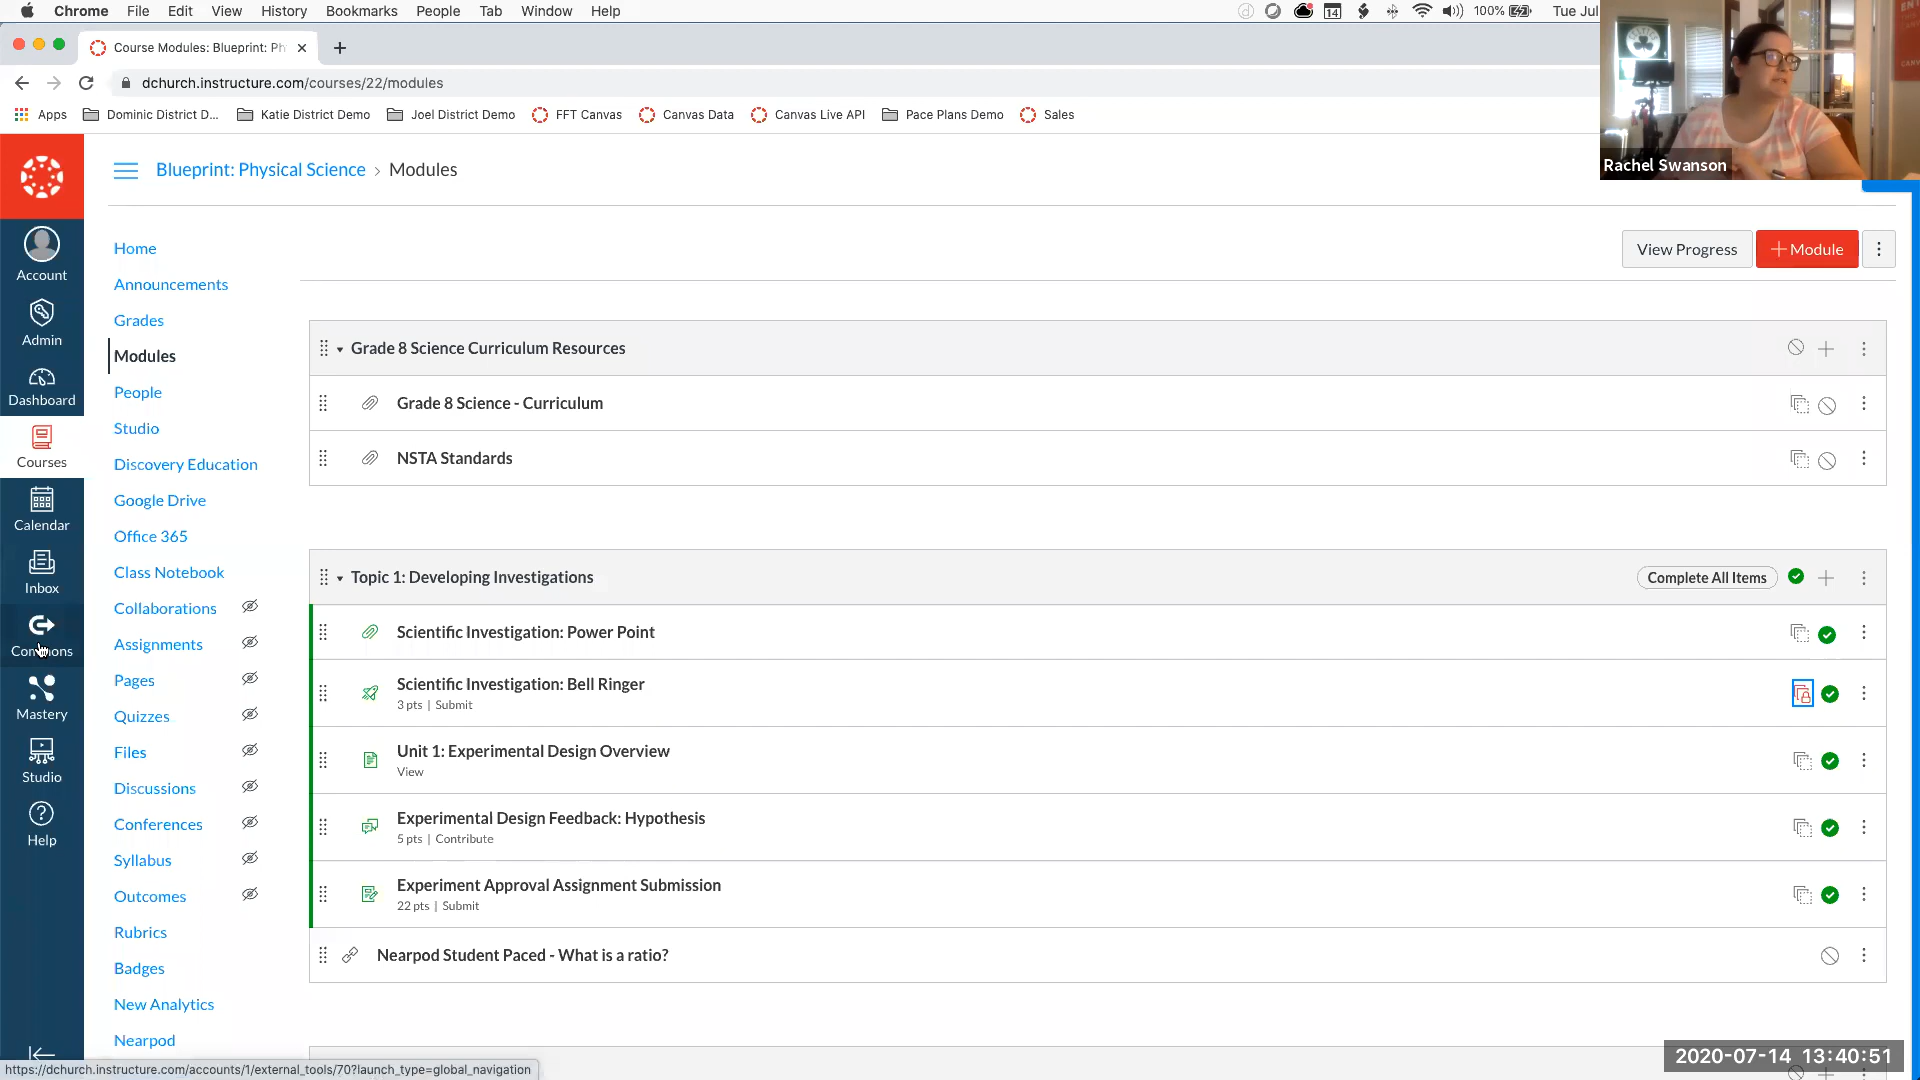 Chrome File Edit View History Bookmarks People Tab Window Help
14 100% Tue Jul
Course Modules: Blueprint: Ph
dchurch.instructure.com/courses/22/modules
Apps Dominic District D... Katie District Demo Joel District Demo FFT Canvas Canvas Data Canvas Live API Pace Plans Demo Sales
Rachel Swanson
Blueprint: Physical Science > Modules
Account
Admin
Dashboard
Courses
Calendar
Inbox
Commons
Mastery
Studio
Help
Home
Announcements
Grades
Modules
People
Studio
Discovery Education
Google Drive
Office 365
Class Notebook
Collaborations
Assignments
Pages
Quizzes
Files
Discussions
Conferences
Syllabus
Outcomes
Rubrics
Badges
New Analytics
Nearpod
View Progress + Module
Grade 8 Science Curriculum Resources
Grade 8 Science - Curriculum
NSTA Standards
Topic 1: Developing Investigations Complete All Items
Scientific Investigation: Power Point
Scientific Investigation: Bell Ringer
3 pts | Submit
Unit 1: Experimental Design Overview
View
Experimental Design Feedback: Hypothesis
5 pts | Contribute
Experiment Approval Assignment Submission
22 pts | Submit
Nearpod Student Paced - What is a ratio?
https://dchurch.instructure.com/accounts/1/external_tools/70?launch_type=global_navigation
2020-07-14 13:40:51